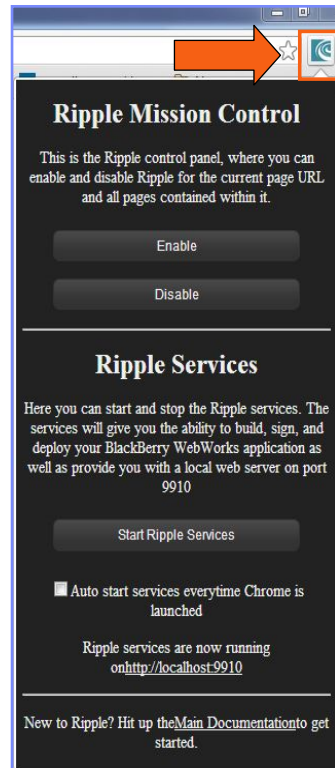 Ripple Mission Control
This is the Ripple control panel, where you can
enable and disable Ripple for the current page URL
and all pages contained within it.
Enable
Disable
Ripple Services
Here you can start and stop the Ripple services. The
services will give you the ability to build, sign, and
deploy your BlackBerry WebWorks application as
well as provide you with a local web server on port
9910
Start Ripple Services
Auto start services everytime Chrome is
launched
Ripple services are now running
onhttp://localhost:9910
New to Ripple? Hit up theMain Documentationto get
started.